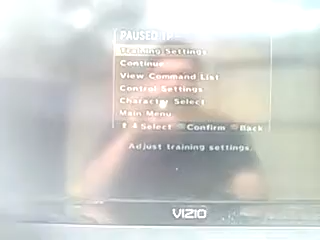 PAUSED
Training Settings
Continue
View Command List
Control Settings
Character Select
Main Menu
Select Confirm Back
Adjust training settings.
VIZIO